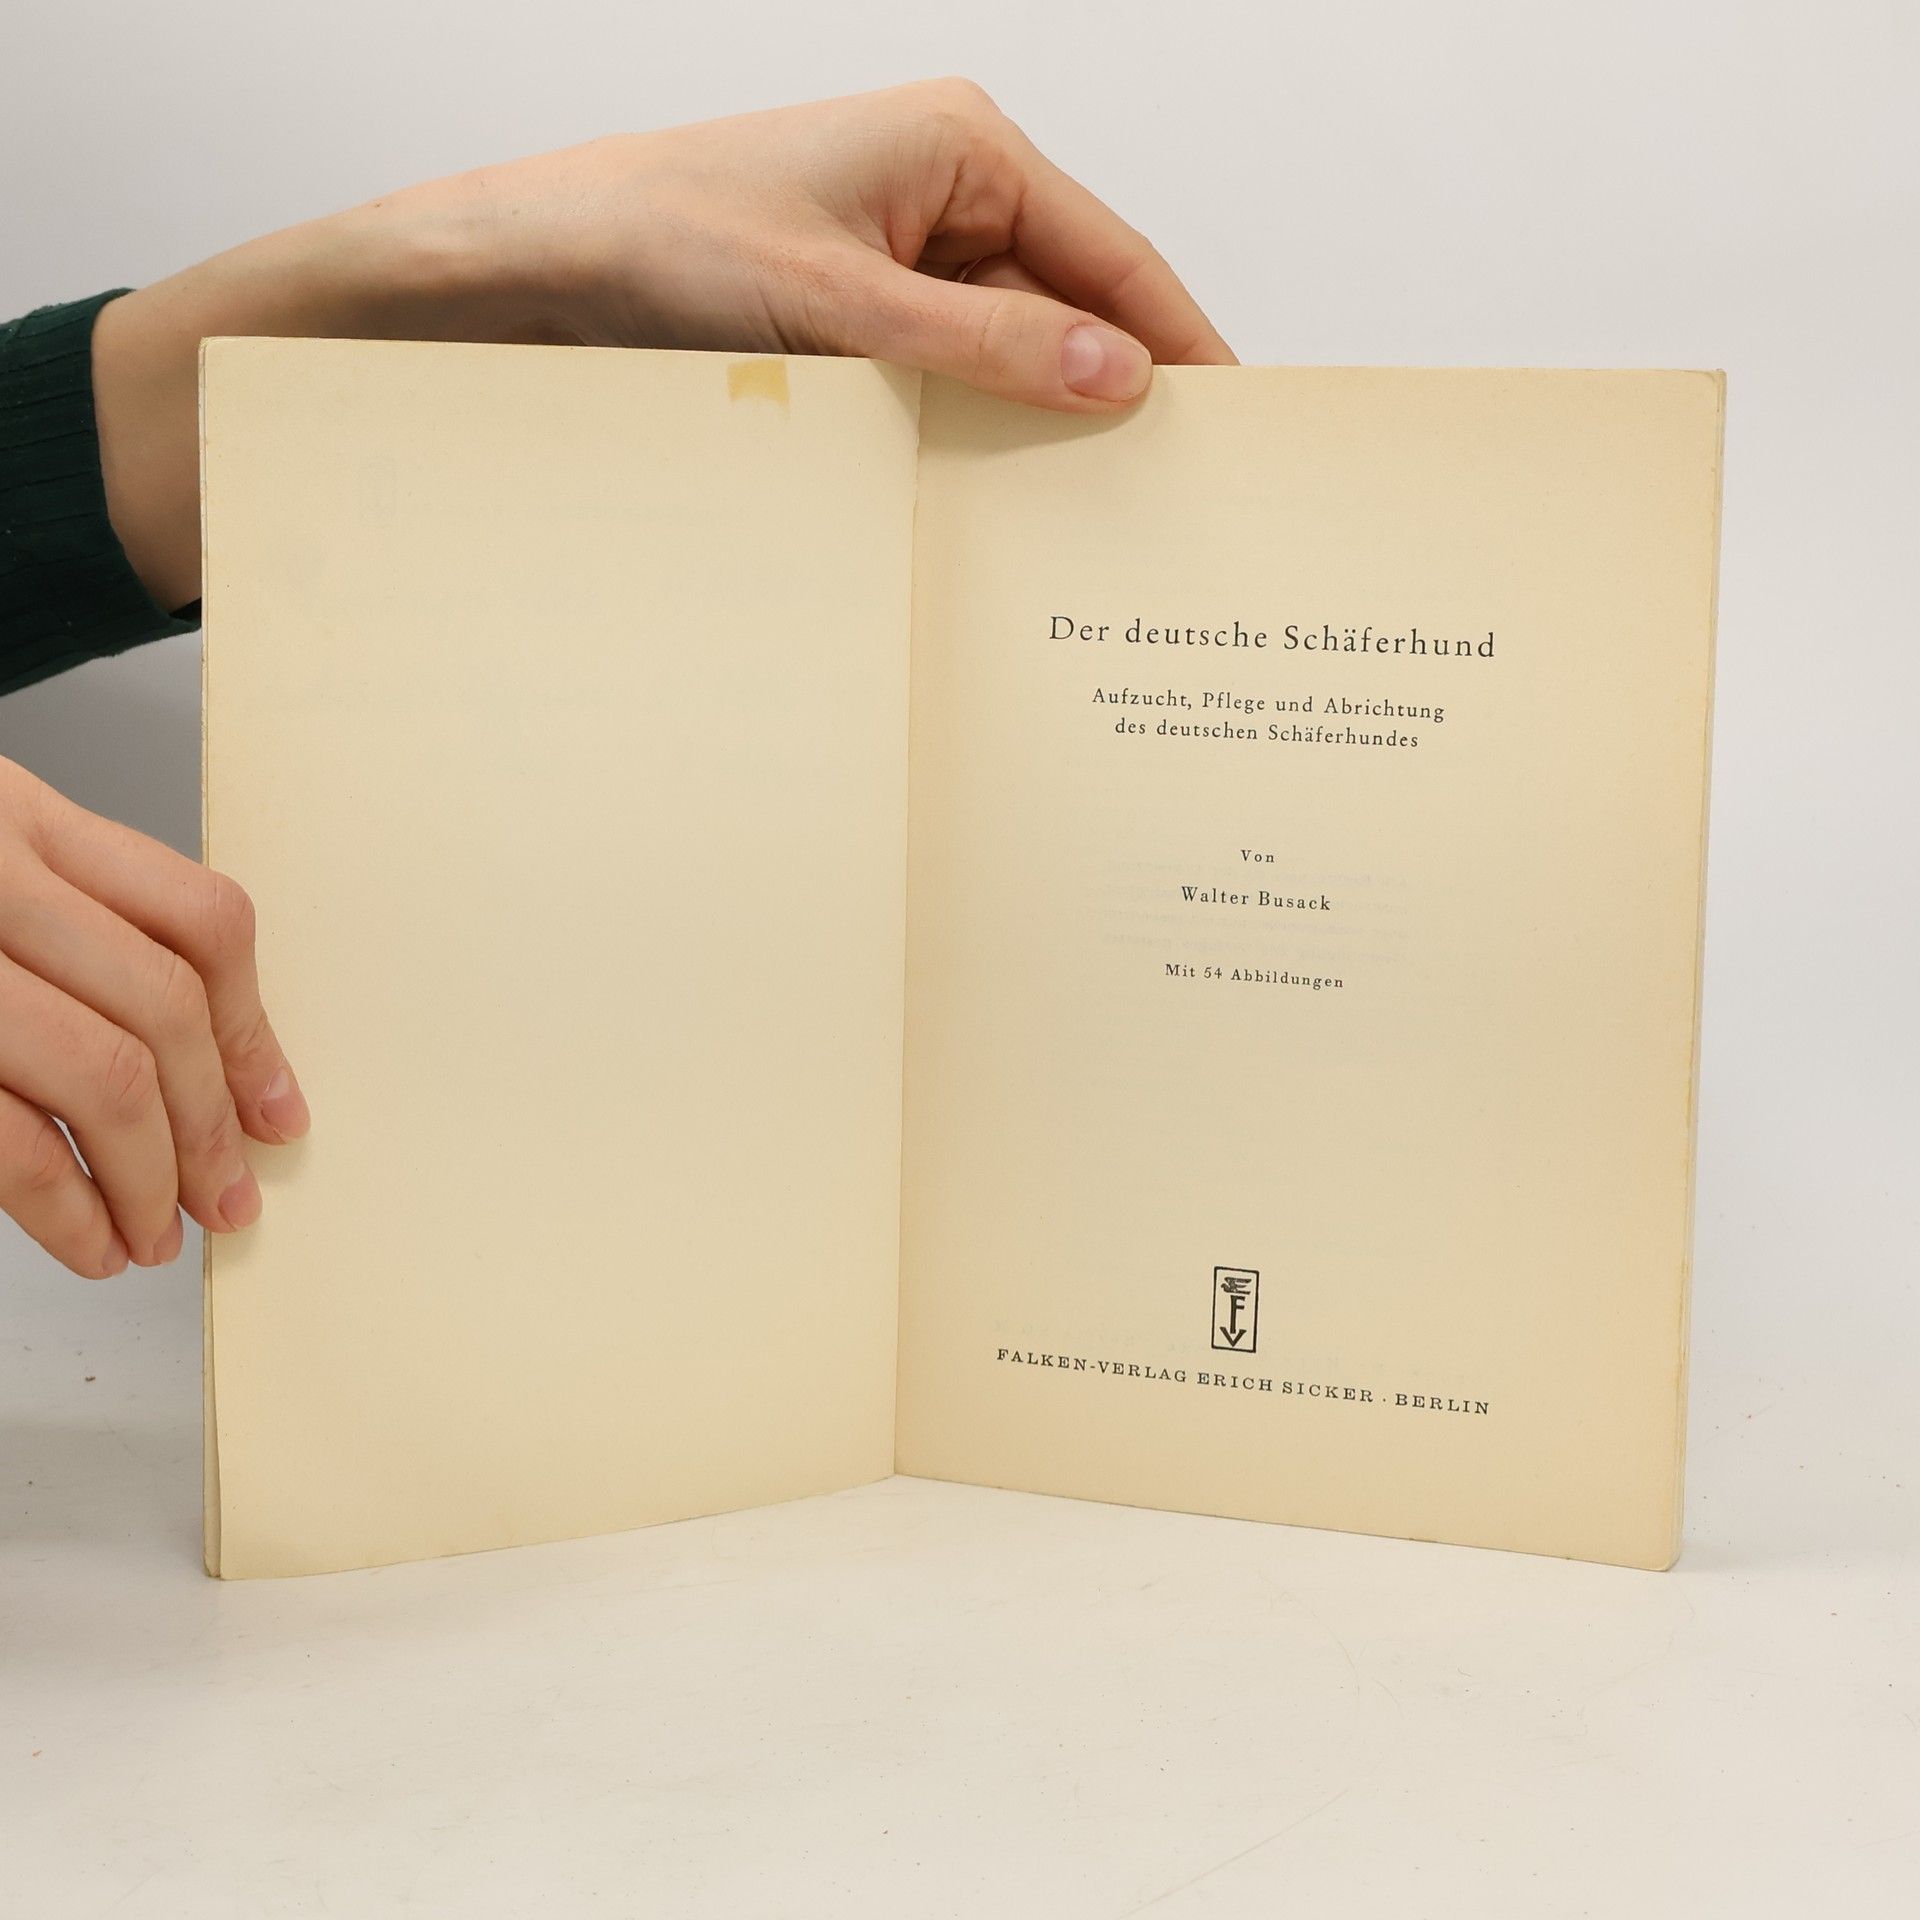 Der deutsche Schäferhund
Aufzucht, Pflege und Abrichtung
des deutschen Schäferhundes
Von
Walter Busack
Mit 54 Abbildungen
FV
FALKEN-VERLAG ERICH SICKER · BERLIN